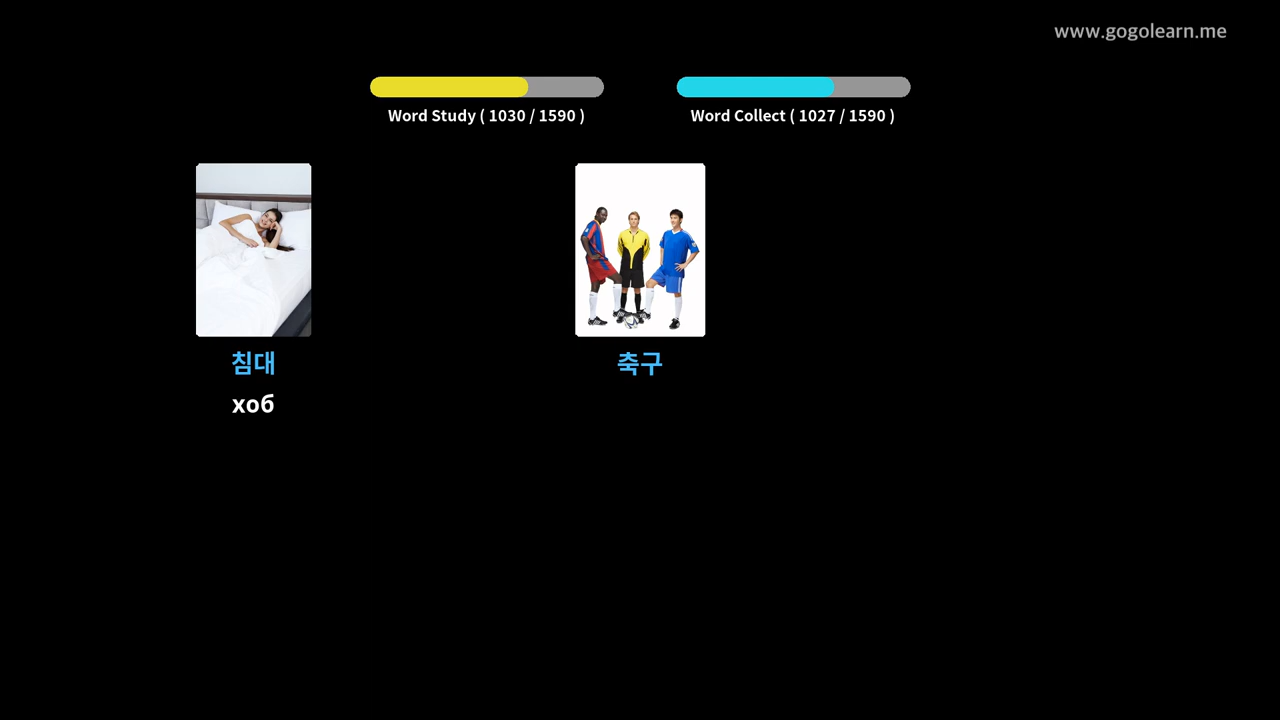 www.gogolearn.me
Word Study ( 1030 / 1590 )
Word Collect ( 1027 / 1590 )
침대
хоб
축구